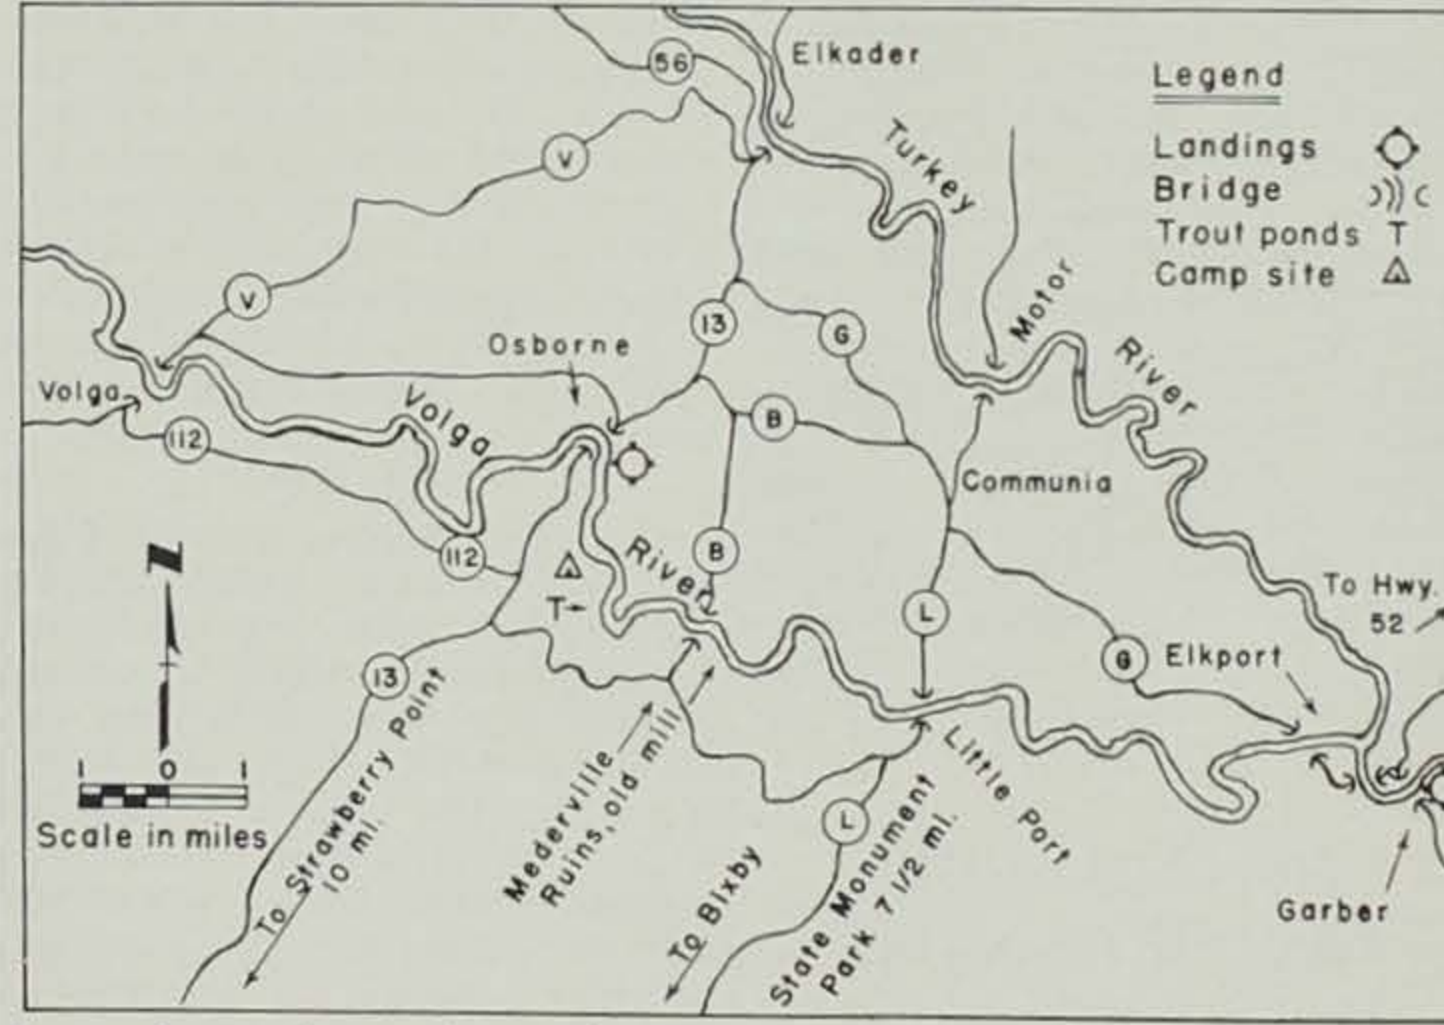 56
Elkader
Legend
Landings
Bridge
Trout ponds T
Camp site
Turkey
V
V
13
G
Motor
River
Osborne
Volga
Volga
112
B
Communia
112
B
River
T
To Hwy.
52
L
G
Elkport
13
N
1 0 1
Scale in miles
To Strawberry Point
10 mi.
Mederville
Ruins, old mill
To Bixby
L
State Monument
Park 7 1/2 mi.
Little Port
Garber